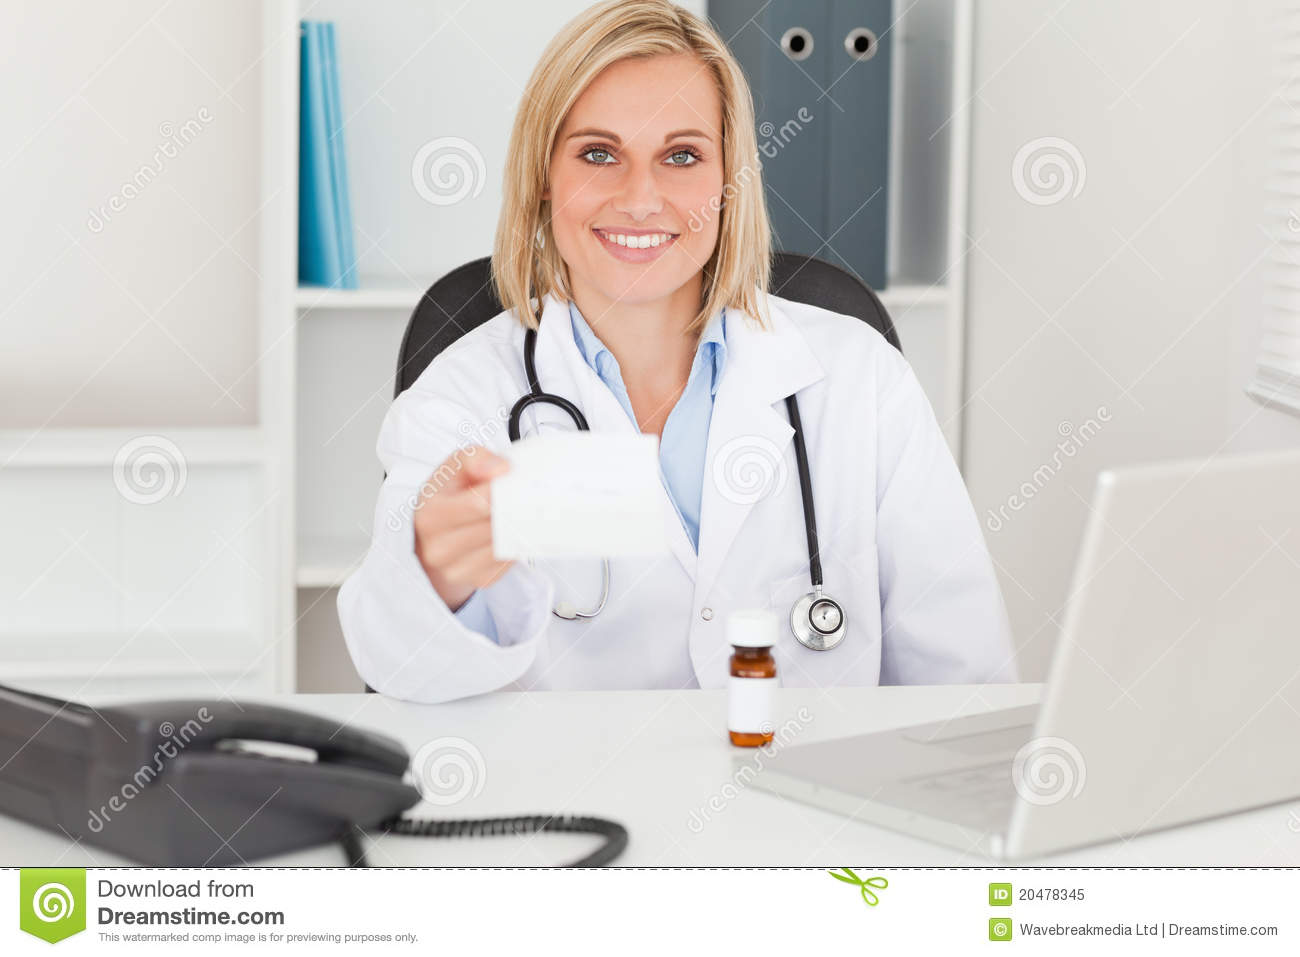 dreamstime
dreamstime
dreamstime
dreamstime
dreamstime
dreamstime
Download from
Dreamstime.com
This watermarked comp image is for previewing purposes only.
ID 20478345
© Wavebreakmedia Ltd | Dreamstime.com